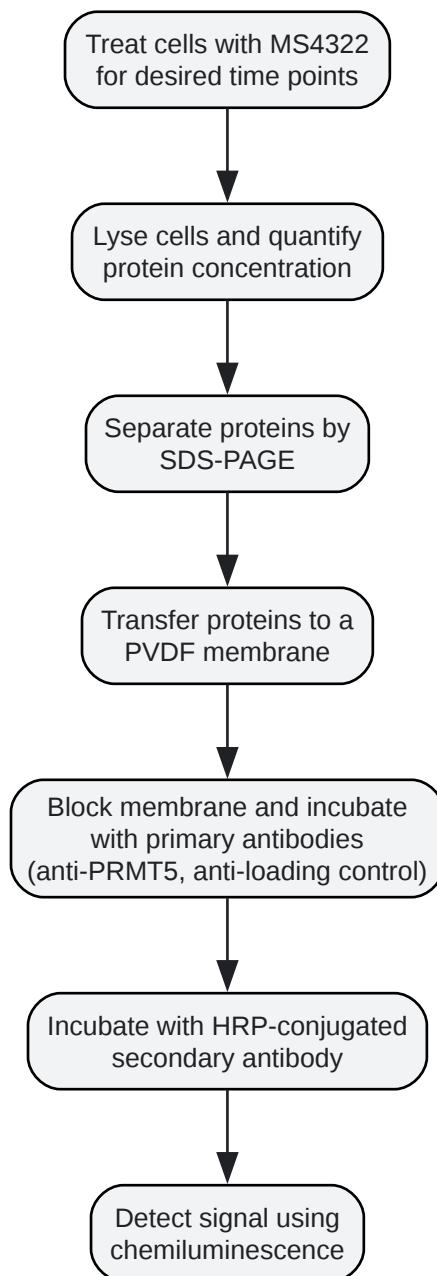 Treat cells with MS4322
for desired time points
Lyse cells and quantify
protein concentration
Separate proteins by
SDS-PAGE
Transfer proteins to a
PVDF membrane
Block membrane and incubate
with primary antibodies
(anti-PRMT5, anti-loading control)
Incubate with HRP-conjugated
secondary antibody
Detect signal using
chemiluminescence